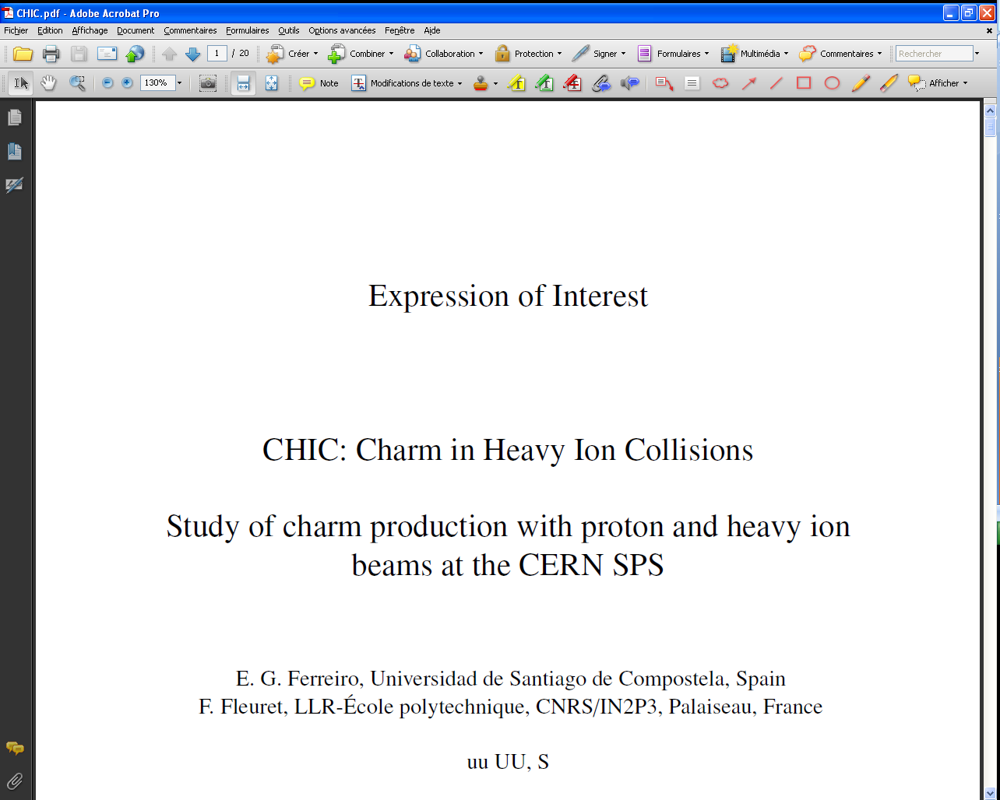 CHIC.pdf - Adobe Acrobat Pro
Fichier Edition Affichage Document Commentaires Formulaires Outils Options avancées Fenêtre Aide
1 / 20 Créer Combiner Collaboration Protection Signer Formulaires Multimédia Commentaires Rechercher
130% Note Modifications de texte Afficher
Expression of Interest
CHIC: Charm in Heavy Ion Collisions
Study of charm production with proton and heavy ion
beams at the CERN SPS
E. G. Ferreiro, Universidad de Santiago de Compostela, Spain
F. Fleuret, LLR-École polytechnique, CNRS/IN2P3, Palaiseau, France
uu UU, S